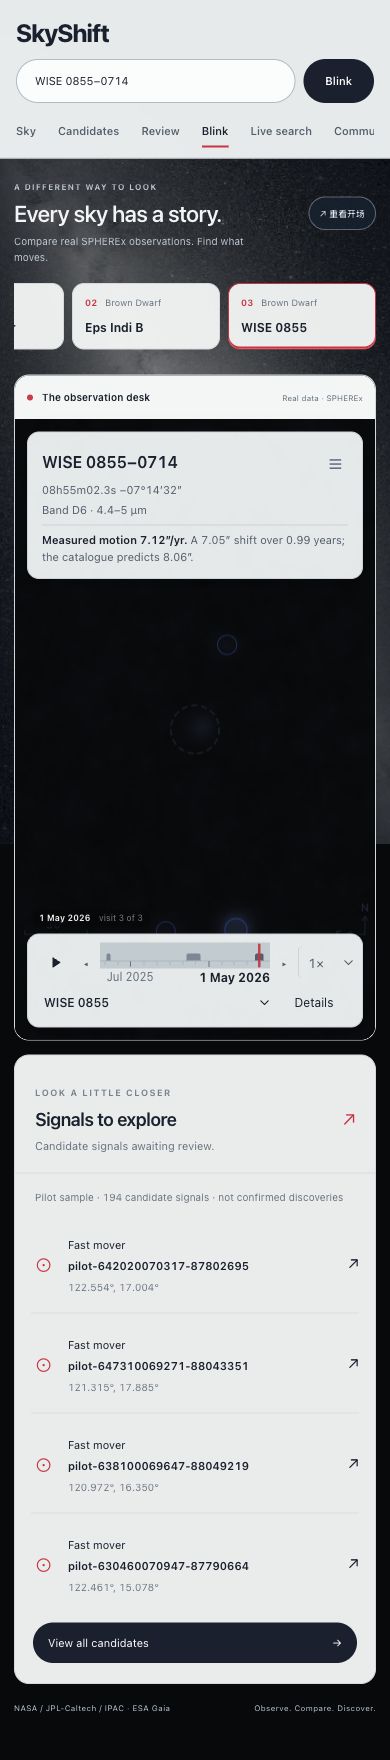 SkyShift
WISE 0855−0714
Blink
Sky Candidates Review Blink Live search Commu
A DIFFERENT WAY TO LOOK
Every sky has a story.
↗ 重看开场
Compare real SPHEREx observations. Find what
moves.
02 Brown Dwarf
Eps Indi B
03 Brown Dwarf
WISE 0855
The observation desk
Real data · SPHEREx
WISE 0855−0714
08h55m02.3s −07°14′32″
Band D6 · 4.4–5 µm
Measured motion 7.12″/yr. A 7.05″ shift over 0.99 years;
the catalogue predicts 8.06″.
N
1 May 2026 visit 3 of 3
Jul 2025
1 May 2026
1×
WISE 0855
Details
LOOK A LITTLE CLOSER
Signals to explore
Candidate signals awaiting review.
Pilot sample · 194 candidate signals · not confirmed discoveries
Fast mover
pilot-642020070317-87802695
122.554°, 17.004°
Fast mover
pilot-647310069271-88043351
121.315°, 17.885°
Fast mover
pilot-638100069647-88049219
120.972°, 16.350°
Fast mover
pilot-630460070947-87790664
122.461°, 15.078°
View all candidates →
NASA / JPL-Caltech / IPAC · ESA Gaia
Observe. Compare. Discover.